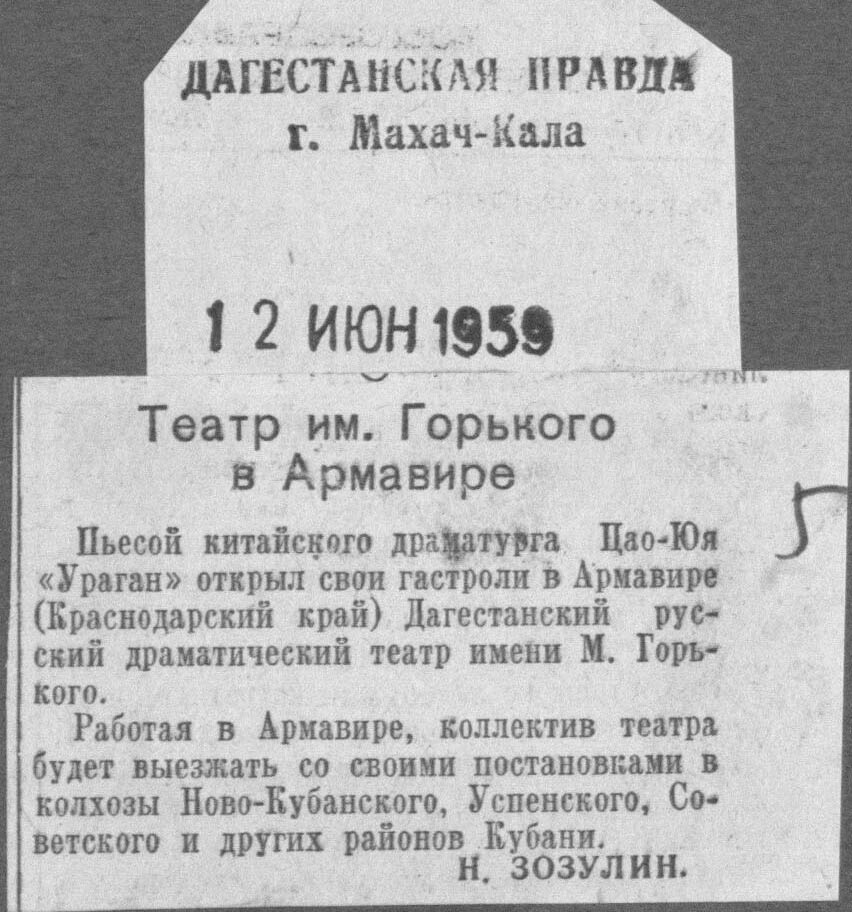 ДАГЕСТАНСКАЯ ПРАВДА
г. Махач-Кала
12 ИЮН 1959
Театр им. Горького
в Армавире
Пьесой китайского драматурга Цао-Юя
«Ураган» открыл свои гастроли в Армавире
(Краснодарский край) Дагестанский рус-
ский драматический театр имени М. Горь-
кого.
Работая в Армавире, коллектив театра
будет выезжать со своими постановками в
колхозы Ново-Кубанского, Успенского, Со-
ветского и других районов Кубани.
Н. ЗОЗУЛИН.
5